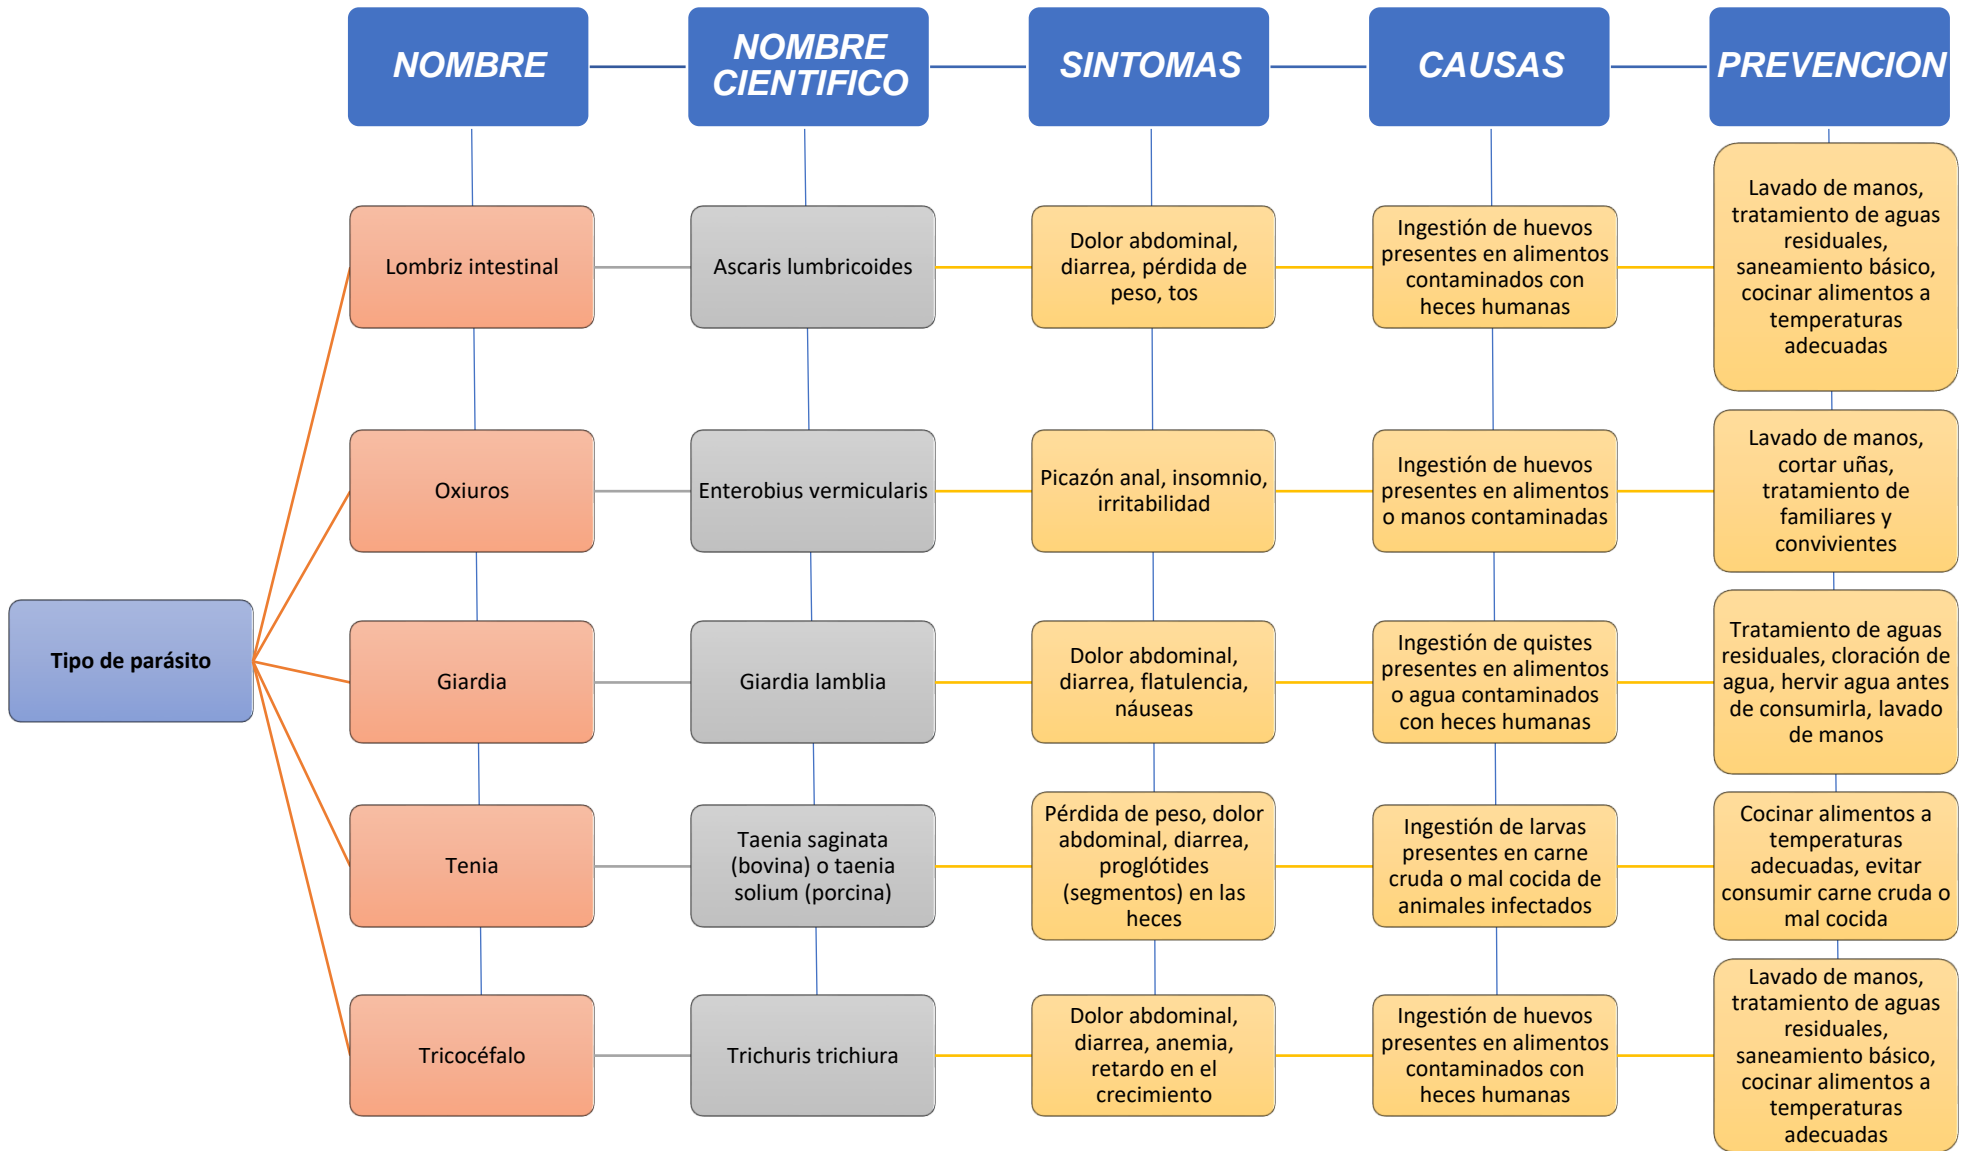 NOMBRE
NOMBRE
CIENTIFICO
SINTOMAS
CAUSAS
PREVENCION
Tipo de parásito
Lombriz intestinal
Ascaris lumbricoides
Dolor abdominal,
diarrea, pérdida de
peso, tos
Ingestión de huevos
presentes en alimentos
contaminados con
heces humanas
Lavado de manos,
tratamiento de aguas
residuales,
saneamiento básico,
cocinar alimentos a
temperaturas
adecuadas
Oxiuros
Enterobius vermicularis
Picazón anal, insomnio,
irritabilidad
Ingestión de huevos
presentes en alimentos
o manos contaminadas
Lavado de manos,
cortar uñas,
tratamiento de
familiares y
convivientes
Giardia
Giardia lamblia
Dolor abdominal,
diarrea, flatulencia,
náuseas
Ingestión de quistes
presentes en alimentos
o agua contaminados
con heces humanas
Tratamiento de aguas
residuales, cloración de
agua, hervir agua antes
de consumirla, lavado
de manos
Tenia
Taenia saginata
(bovina) o taenia
solium (porcina)
Pérdida de peso, dolor
abdominal, diarrea,
proglótides
(segmentos) en las
heces
Ingestión de larvas
presentes en carne
cruda o mal cocida de
animales infectados
Cocinar alimentos a
temperaturas
adecuadas, evitar
consumir carne cruda o
mal cocida
Tricocéfalo
Trichuris trichiura
Dolor abdominal,
diarrea, anemia,
retardo en el
crecimiento
Ingestión de huevos
presentes en alimentos
contaminados con
heces humanas
Lavado de manos,
tratamiento de aguas
residuales,
saneamiento básico,
cocinar alimentos a
temperaturas
adecuadas